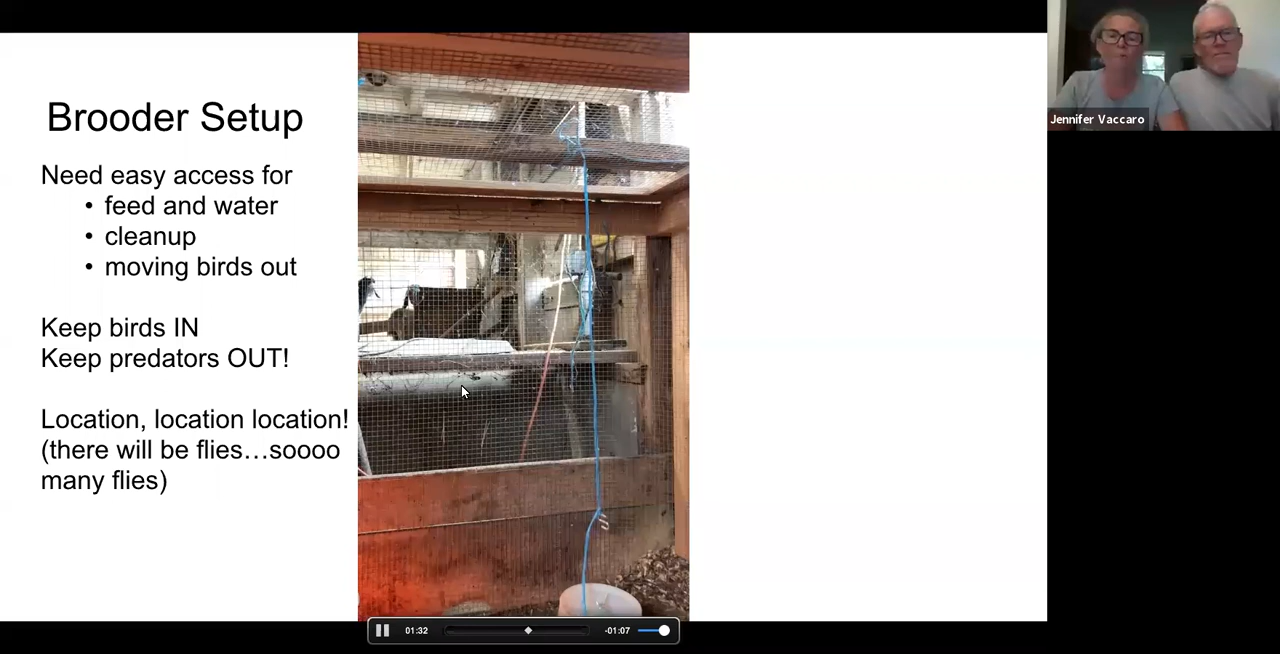 Brooder Setup
Need easy access for
• feed and water
• cleanup
• moving birds out
Keep birds IN
Keep predators OUT!
Location, location location!
(there will be flies…soooo
many flies)
Jennifer Vaccaro
01:32
-01:07